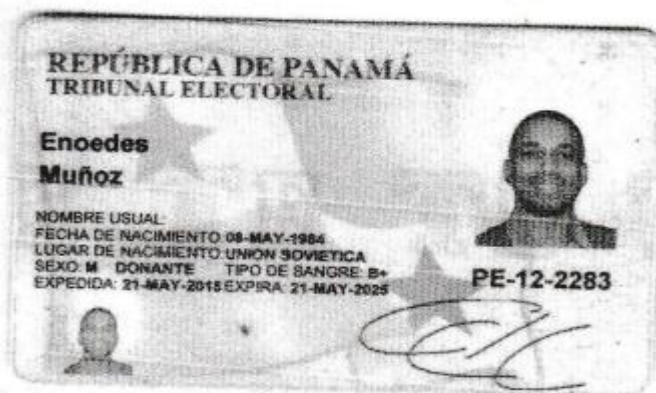 REPÚBLICA DE PANAMÁ
TRIBUNAL ELECTORAL
Enoedes
Muñoz
NOMBRE USUAL:
FECHA DE NACIMIENTO: 08-MAY-1984
LUGAR DE NACIMIENTO: UNION SOVIETICA
SEXO: M DONANTE TIPO DE SANGRE: B+
EXPEDIDA: 21-MAY-2015 EXPIRA: 21-MAY-2025
PE-12-2283